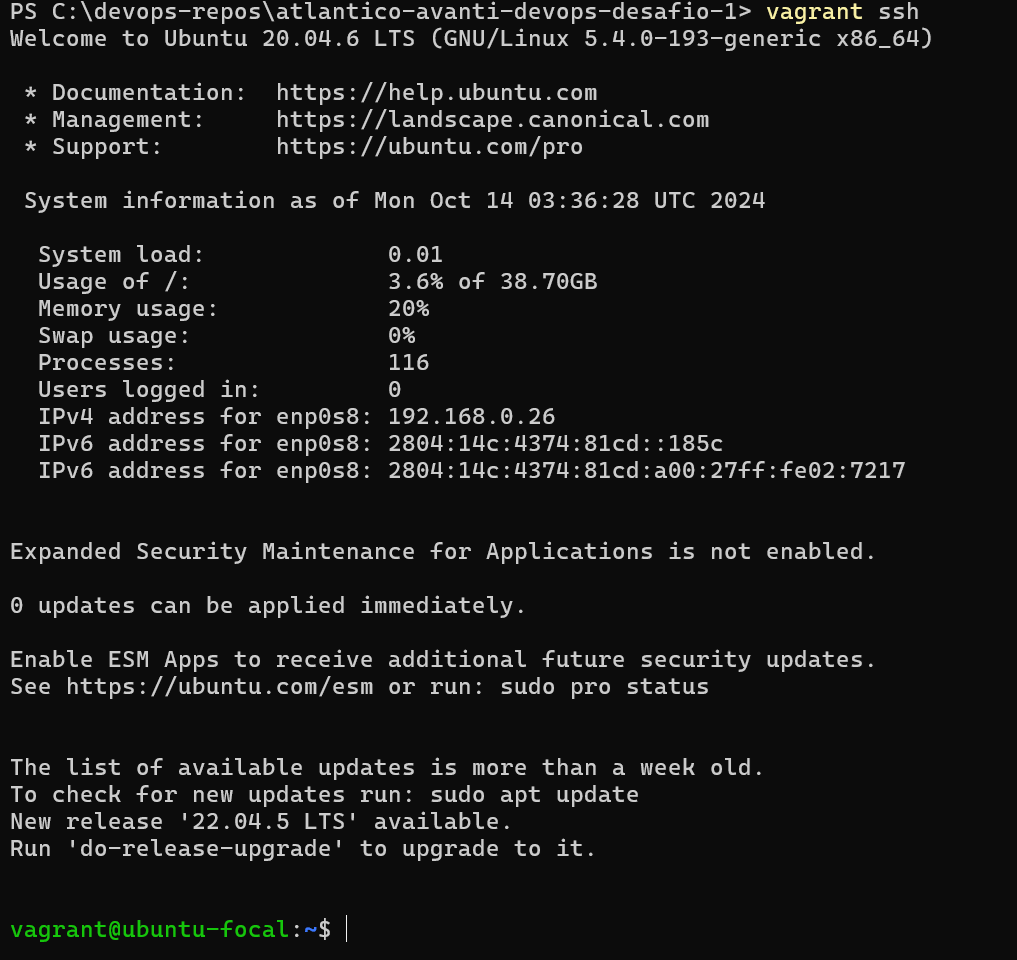 PS C:\devops-repos\atlantico-avanti-devops-desafio-1> vagrant ssh
Welcome to Ubuntu 20.04.6 LTS (GNU/Linux 5.4.0-193-generic x86_64)

 * Documentation:  https://help.ubuntu.com
 * Management:     https://landscape.canonical.com
 * Support:        https://ubuntu.com/pro

 System information as of Mon Oct 14 03:36:28 UTC 2024

  System load:             0.01
  Usage of /:              3.6% of 38.70GB
  Memory usage:            20%
  Swap usage:              0%
  Processes:               116
  Users logged in:         0
  IPv4 address for enp0s8: 192.168.0.26
  IPv6 address for enp0s8: 2804:14c:4374:81cd::185c
  IPv6 address for enp0s8: 2804:14c:4374:81cd:a00:27ff:fe02:7217

Expanded Security Maintenance for Applications is not enabled.

0 updates can be applied immediately.

Enable ESM Apps to receive additional future security updates.
See https://ubuntu.com/esm or run: sudo pro status

The list of available updates is more than a week old.
To check for new updates run: sudo apt update
New release '22.04.5 LTS' available.
Run 'do-release-upgrade' to upgrade to it.

vagrant@ubuntu-focal:~$